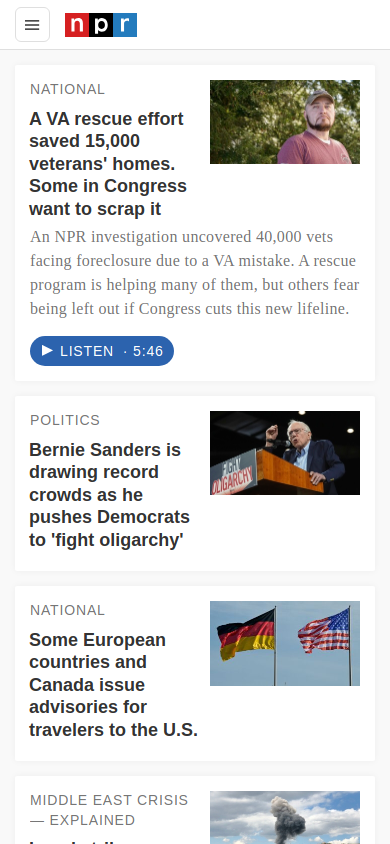 npr
NATIONAL
A VA rescue effort
saved 15,000
veterans' homes.
Some in Congress
want to scrap it
An NPR investigation uncovered 40,000 vets
facing foreclosure due to a VA mistake. A rescue
program is helping many of them, but others fear
being left out if Congress cuts this new lifeline.
LISTEN · 5:46
POLITICS
Bernie Sanders is
drawing record
crowds as he
pushes Democrats
to 'fight oligarchy'
FIGHT
OLIGARCHY
NATIONAL
Some European
countries and
Canada issue
advisories for
travelers to the U.S.
MIDDLE EAST CRISIS
— EXPLAINED